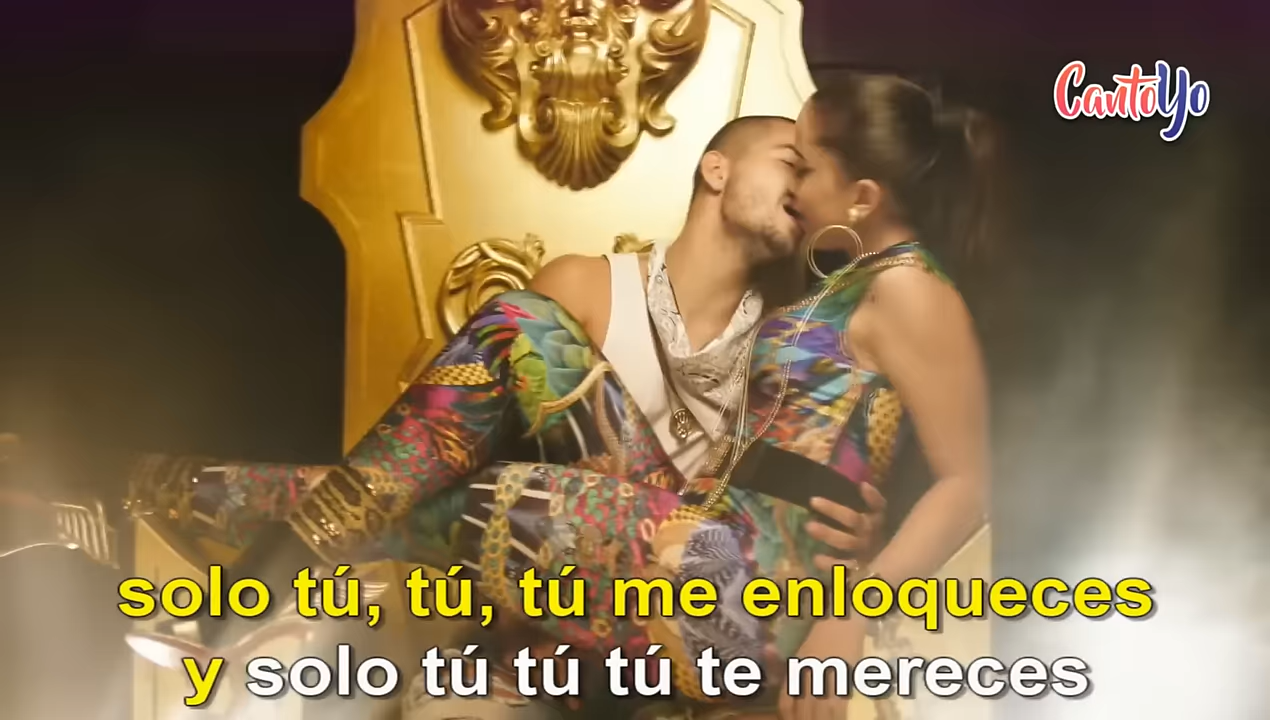 CantoYo
solo tú, tú, tú me enloqueces
y solo tú tú tú te mereces